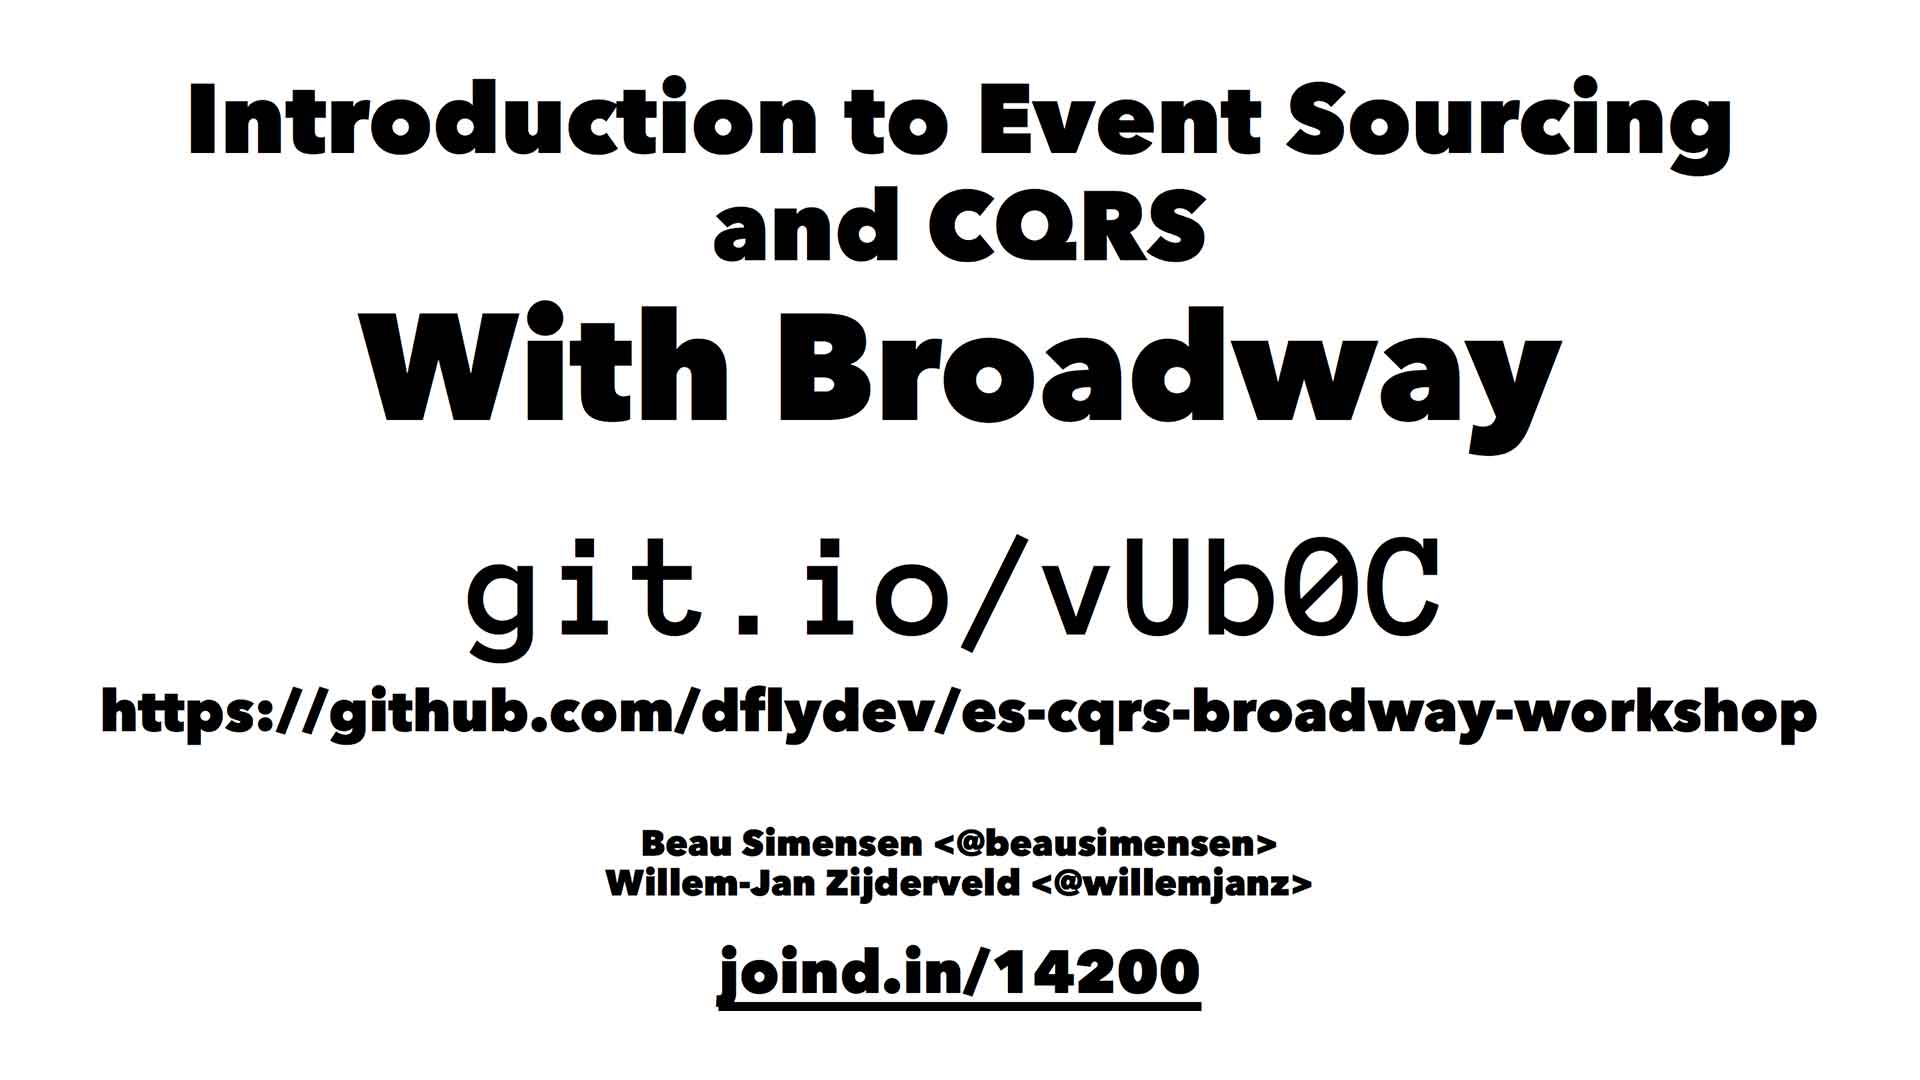 Introduction to Event Sourcing
and CQRS
With Broadway
git.io/vUb0C
https://github.com/dflydev/es-cqrs-broadway-workshop
Beau Simensen <@beausimensen>
Willem-Jan Zijderveld <@willemjanz>
joind.in/14200